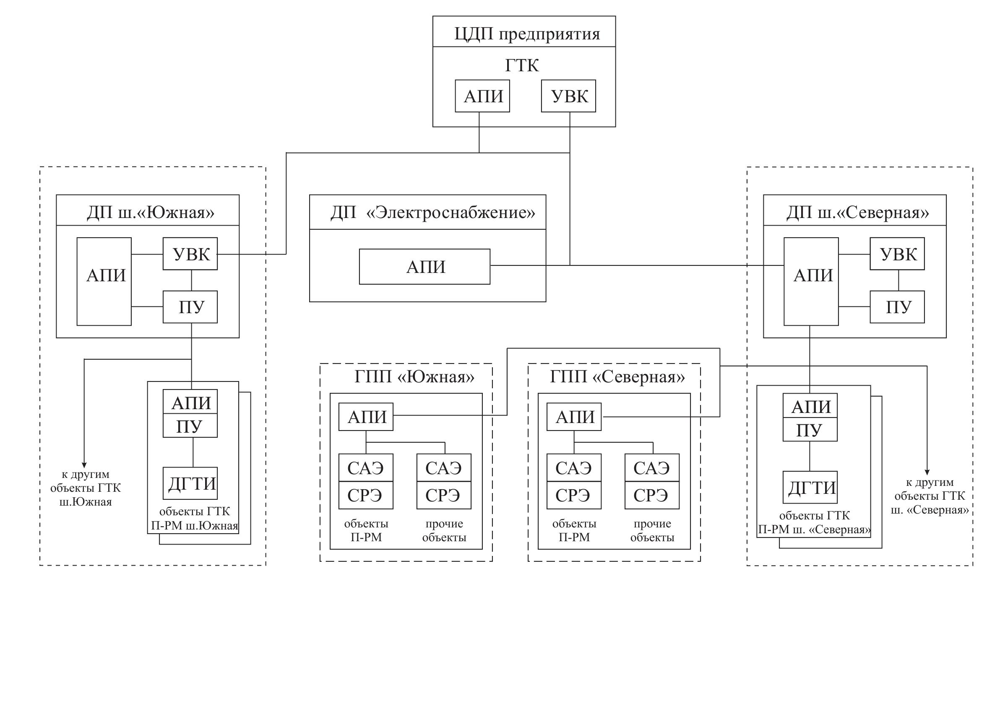 ЦДП предприятия
ГТК
АПИ
УВК
ДП ш.«Южная»
АПИ
УВК
ПУ
ДП «Электроснабжение»
АПИ
ДП ш.«Северная»
АПИ
УВК
ПУ
к другим
объекты ГТК
ш.Южная
АПИ
ПУ
ДГТИ
объекты ГТК
П-РМ ш.Южная
ГПП «Южная»
АПИ
САЭ
СРЭ
объекты
П-РМ
САЭ
СРЭ
прочие
объекты
ГПП «Северная»
АПИ
САЭ
СРЭ
объекты
П-РМ
САЭ
СРЭ
прочие
объекты
АПИ
ПУ
ДГТИ
объекты ГТК
П-РМ ш. «Северная»
к другим
объекты ГТК
ш. «Северная»